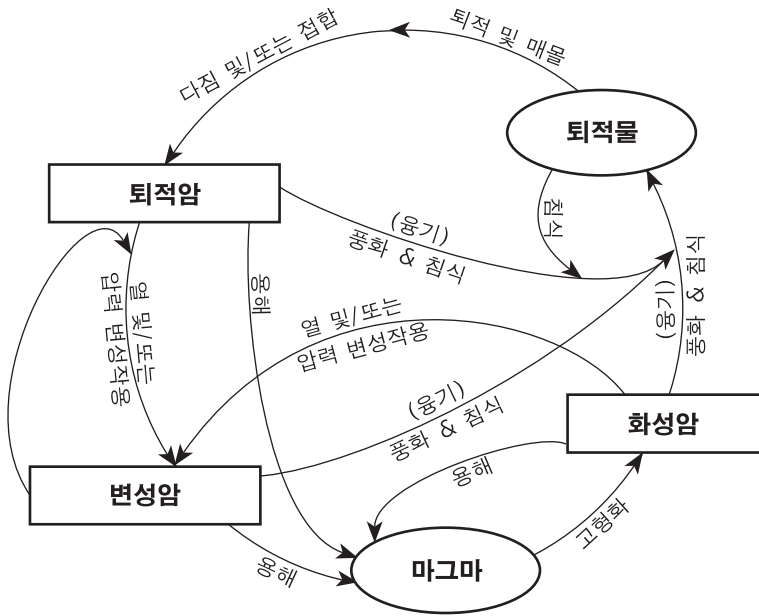 다짐 및/또는 접합
퇴적 및 매몰
퇴적물
퇴적암
침식
(융기)
풍화 & 침식
용해
열 및/또는
압력 변성작용
열 및/또는
압력 변성작용
(융기)
풍화 & 침식
(융기)
풍화 & 침식
화성암
변성암
용해
고형화
용해
마그마